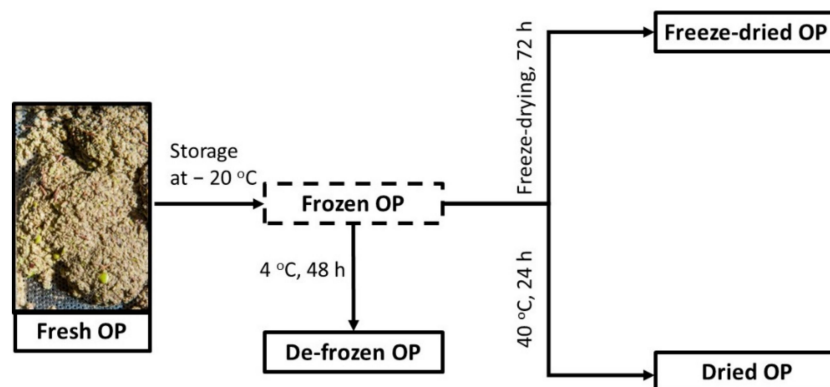 Fresh OP
Storage
at – 20 °C
Frozen OP
4 °C, 48 h
De-frozen OP
Freeze-drying, 72 h
Freeze-dried OP
40 °C, 24 h
Dried OP